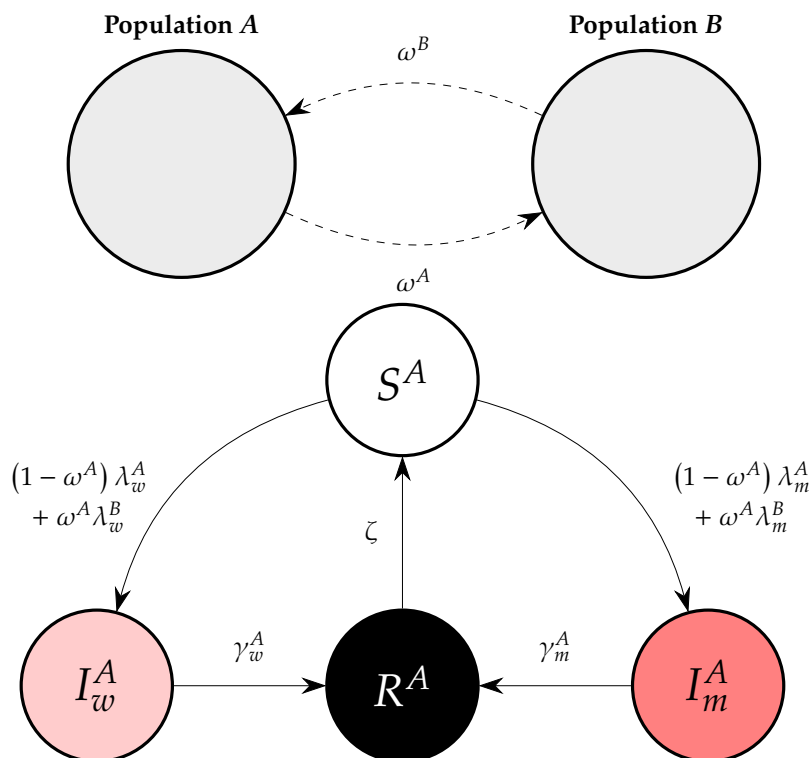 Population A
Population B
ω^B
ω^A
S^A
(1 − ω^A) λ_w^A
+ ω^A λ_w^B
(1 − ω^A) λ_m^A
+ ω^A λ_m^B
ζ
I_w^A
γ_w^A
R^A
γ_m^A
I_m^A